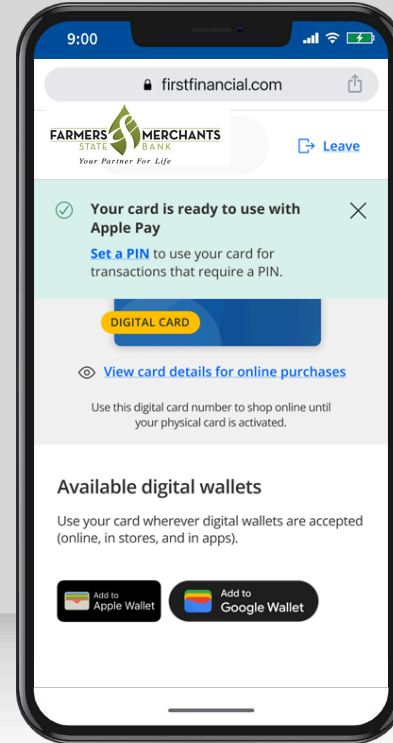 9:00
firstfinancial.com
FARMERS & MERCHANTS
STATE BANK
Your Partner For Life
Leave
Your card is ready to use with
Apple Pay
Set a PIN to use your card for
transactions that require a PIN.
DIGITAL CARD
View card details for online purchases
Use this digital card number to shop online until
your physical card is activated.
Available digital wallets
Use your card wherever digital wallets are accepted
(online, in stores, and in apps).
Add to
Apple Wallet
Add to
Google Wallet